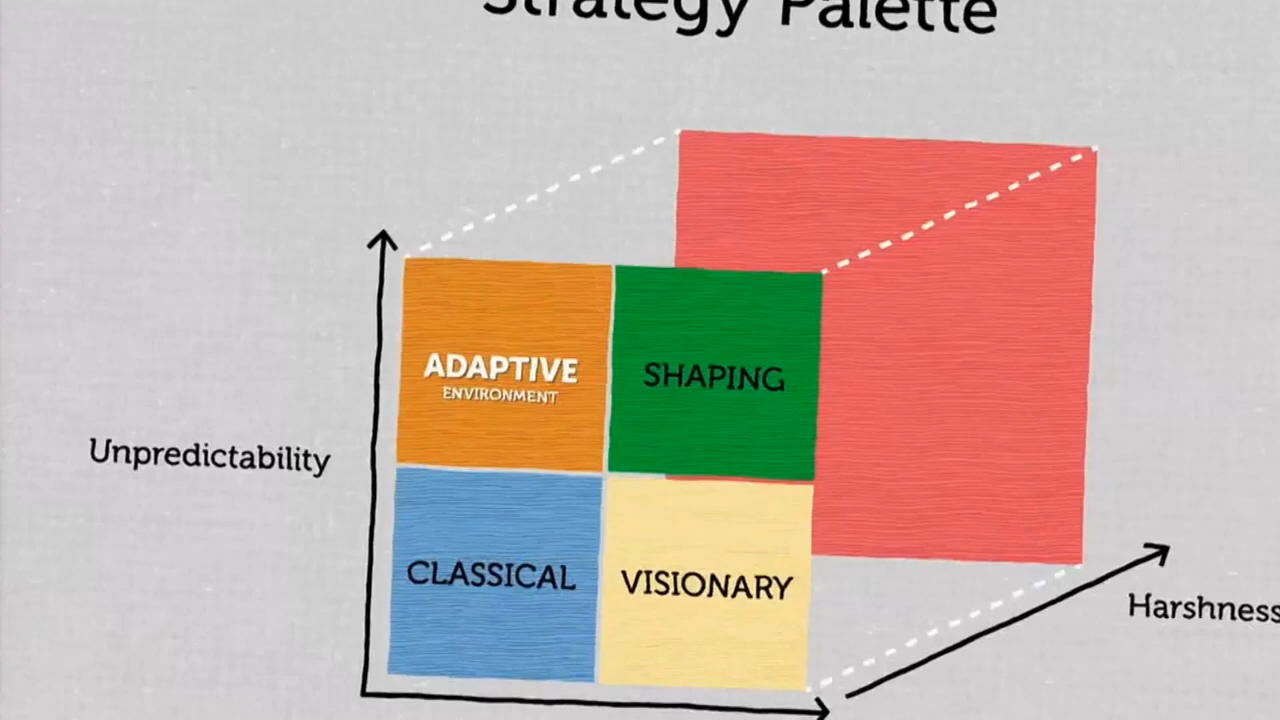 Strategy Palette
ADAPTIVE
ENVIRONMENT
SHAPING
Unpredictability
CLASSICAL
VISIONARY
Harshness